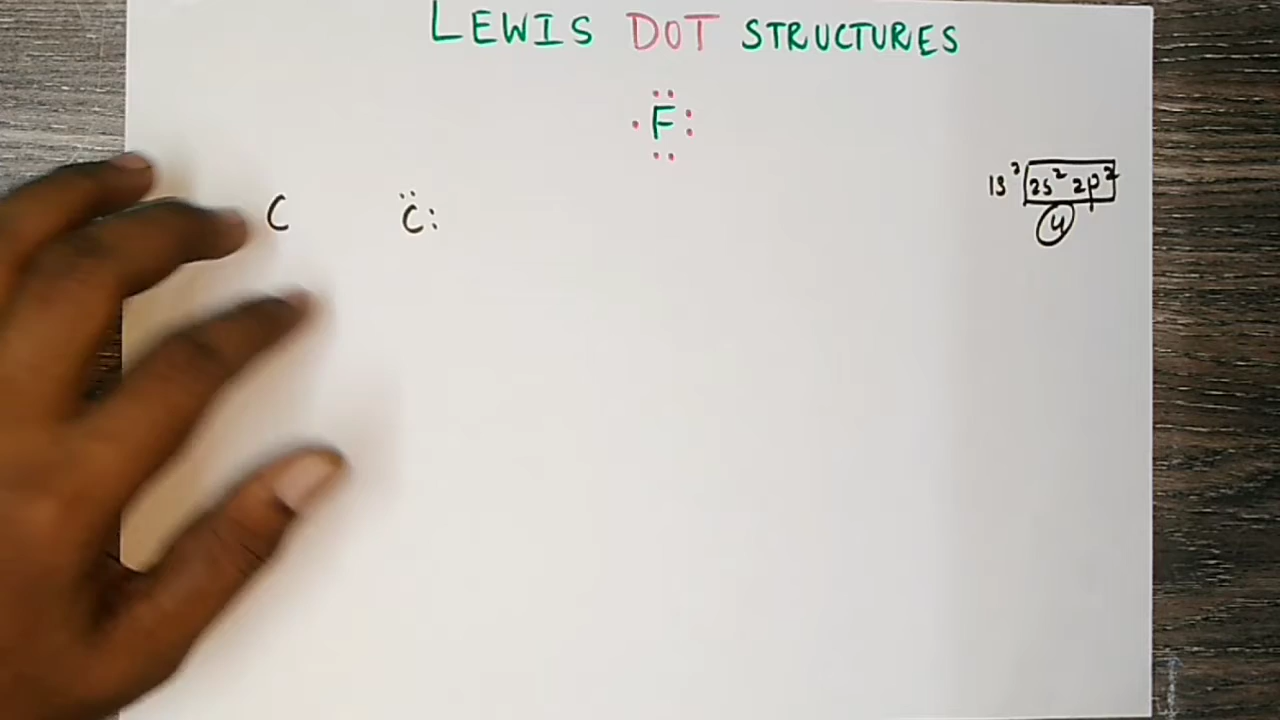 LEWIS DOT STRUCTURES
F
1s² 2s² 2p²
C C
4